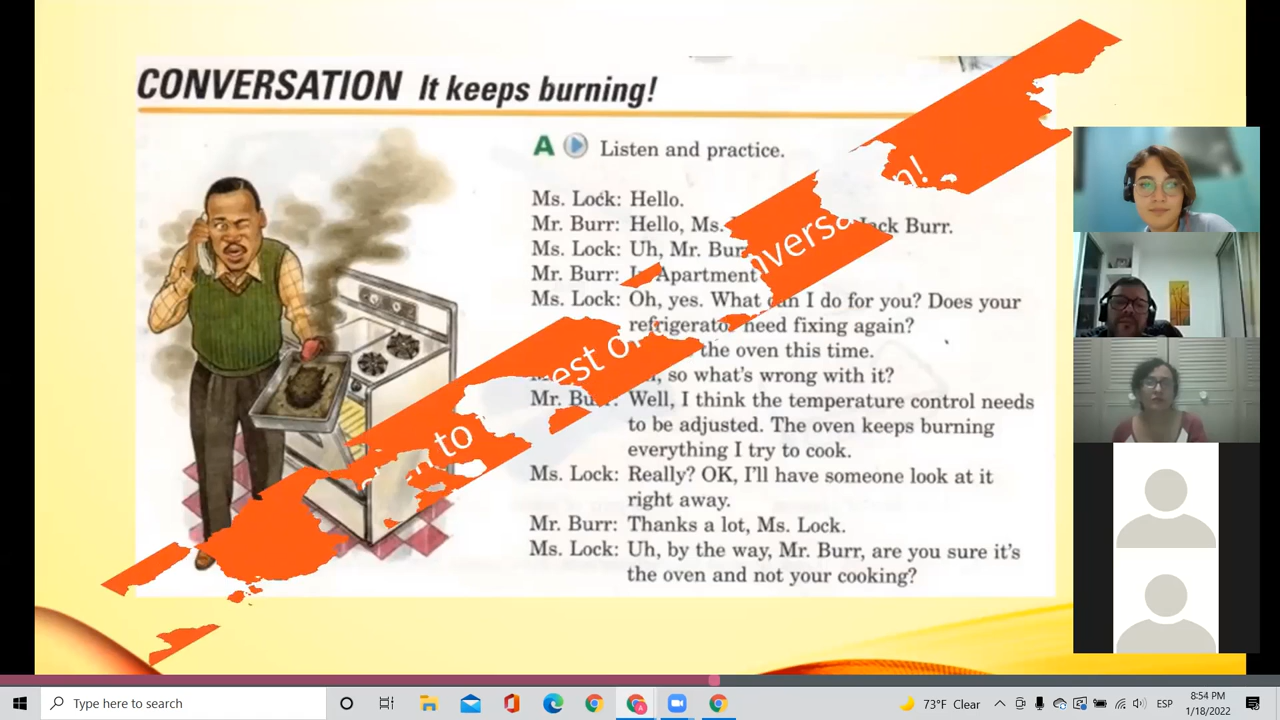 CONVERSATION It keeps burning!
A Listen and practice.
Ms. Lock: Hello.
Mr. Burr: Hello, Ms. Jack Burr.
Ms. Lock: Uh, Mr. Burr
Mr. Burr: In Apartment
Ms. Lock: Oh, yes. What can I do for you? Does your
refrigerator need fixing again?
the oven this time.
so what's wrong with it?
Mr. Burr: Well, I think the temperature control needs
to be adjusted. The oven keeps burning
everything I try to cook.
Ms. Lock: Really? OK, I'll have someone look at it
right away.
Mr. Burr: Thanks a lot, Ms. Lock.
Ms. Lock: Uh, by the way, Mr. Burr, are you sure it's
the oven and not your cooking?
to
Type here to search
73°F Clear
ESP
8:54 PM
1/18/2022